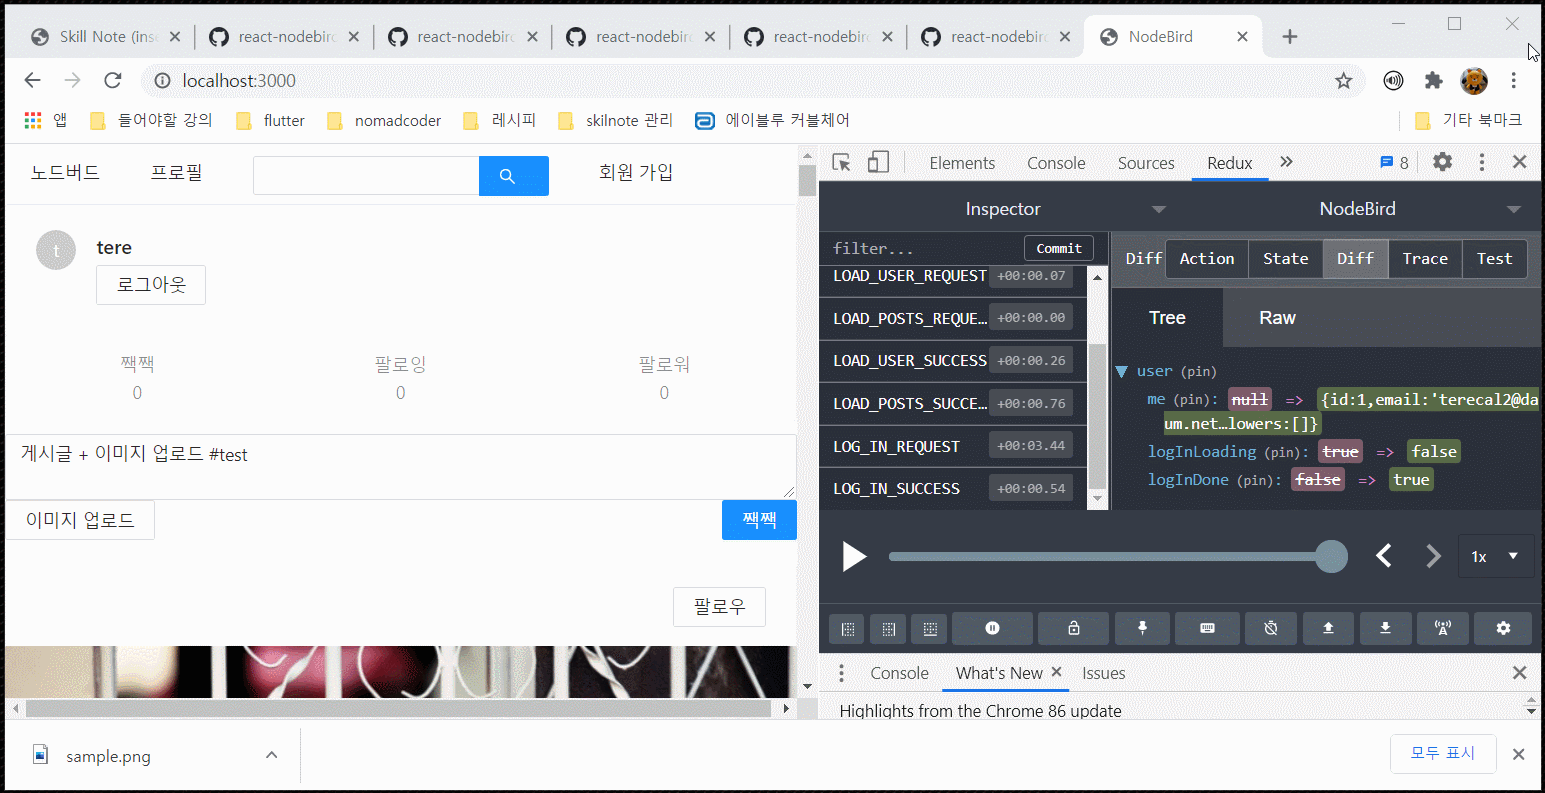 Skill Note (ins
react-nodebird
react-nodebird
react-nodebird
react-nodebird
react-nodebird
NodeBird
localhost:3000
앱
들어야할 강의
flutter
nomadcoder
레시피
skilnote 관리
에이블루 커블체어
기타 북마크
노드버드
프로필
회원 가입
t
tere
로그아웃
짹짹
팔로잉
팔로워
0
0
0
게시글 + 이미지 업로드 #test
이미지 업로드
짹짹
팔로우
Elements
Console
Sources
Redux
8
Inspector
NodeBird
filter...
Commit
LOAD_USER_REQUEST +00:00.07
LOAD_POSTS_REQUE… +00:00.00
LOAD_USER_SUCCESS +00:00.26
LOAD_POSTS_SUCCE… +00:00.76
LOG_IN_REQUEST +00:03.44
LOG_IN_SUCCESS +00:00.54
Diff
Action
State
Diff
Trace
Test
Tree
Raw
user (pin)
me (pin): null => {id:1,email:'terecal2@da
um.net…lowers:[]}
logInLoading (pin): true => false
logInDone (pin): false => true
1x
Console
What's New
Issues
Highlights from the Chrome 86 update
sample.png
모두 표시